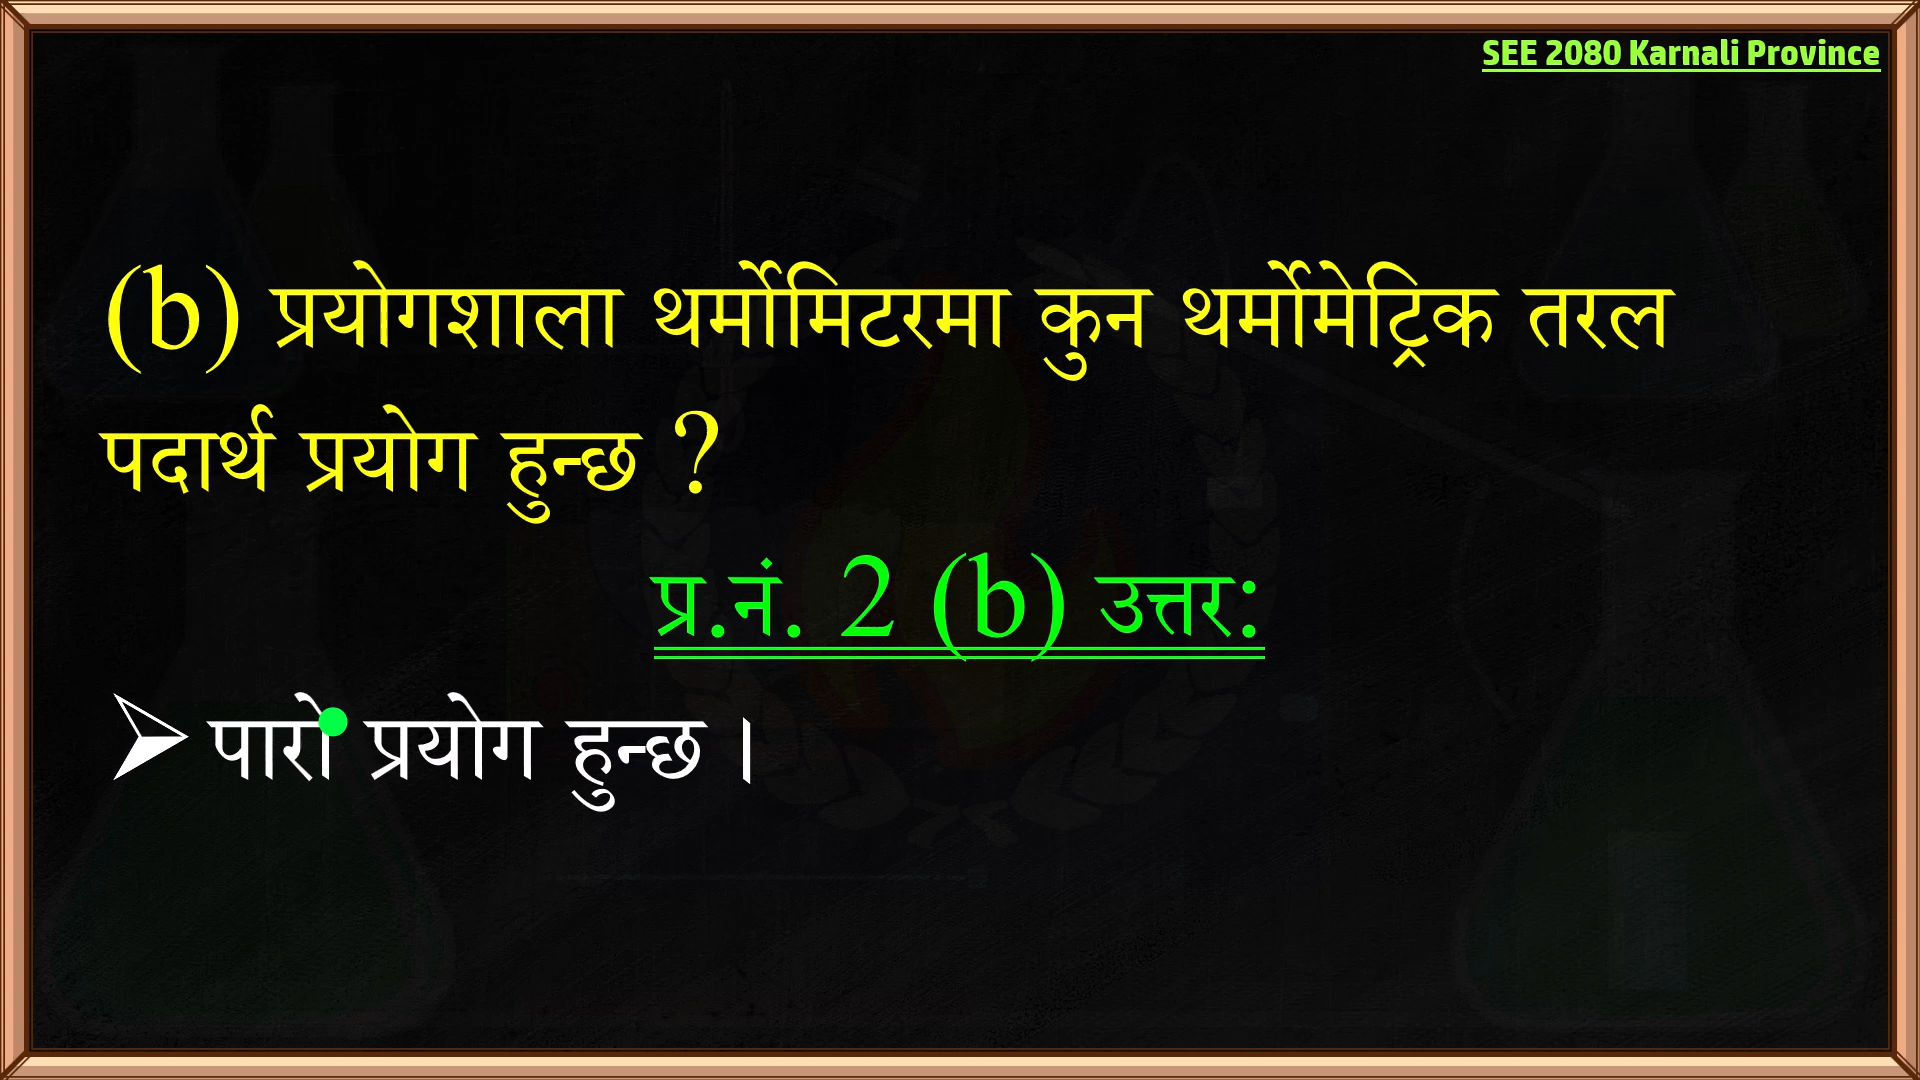 SEE 2080 Karnali Province
(b) प्रयोगशाला थर्मोमिटरमा कुन थर्मोमेट्रिक तरल
पदार्थ प्रयोग हुन्छ ?
प्र.नं. 2 (b) उत्तर:
➢ पारो प्रयोग हुन्छ ।